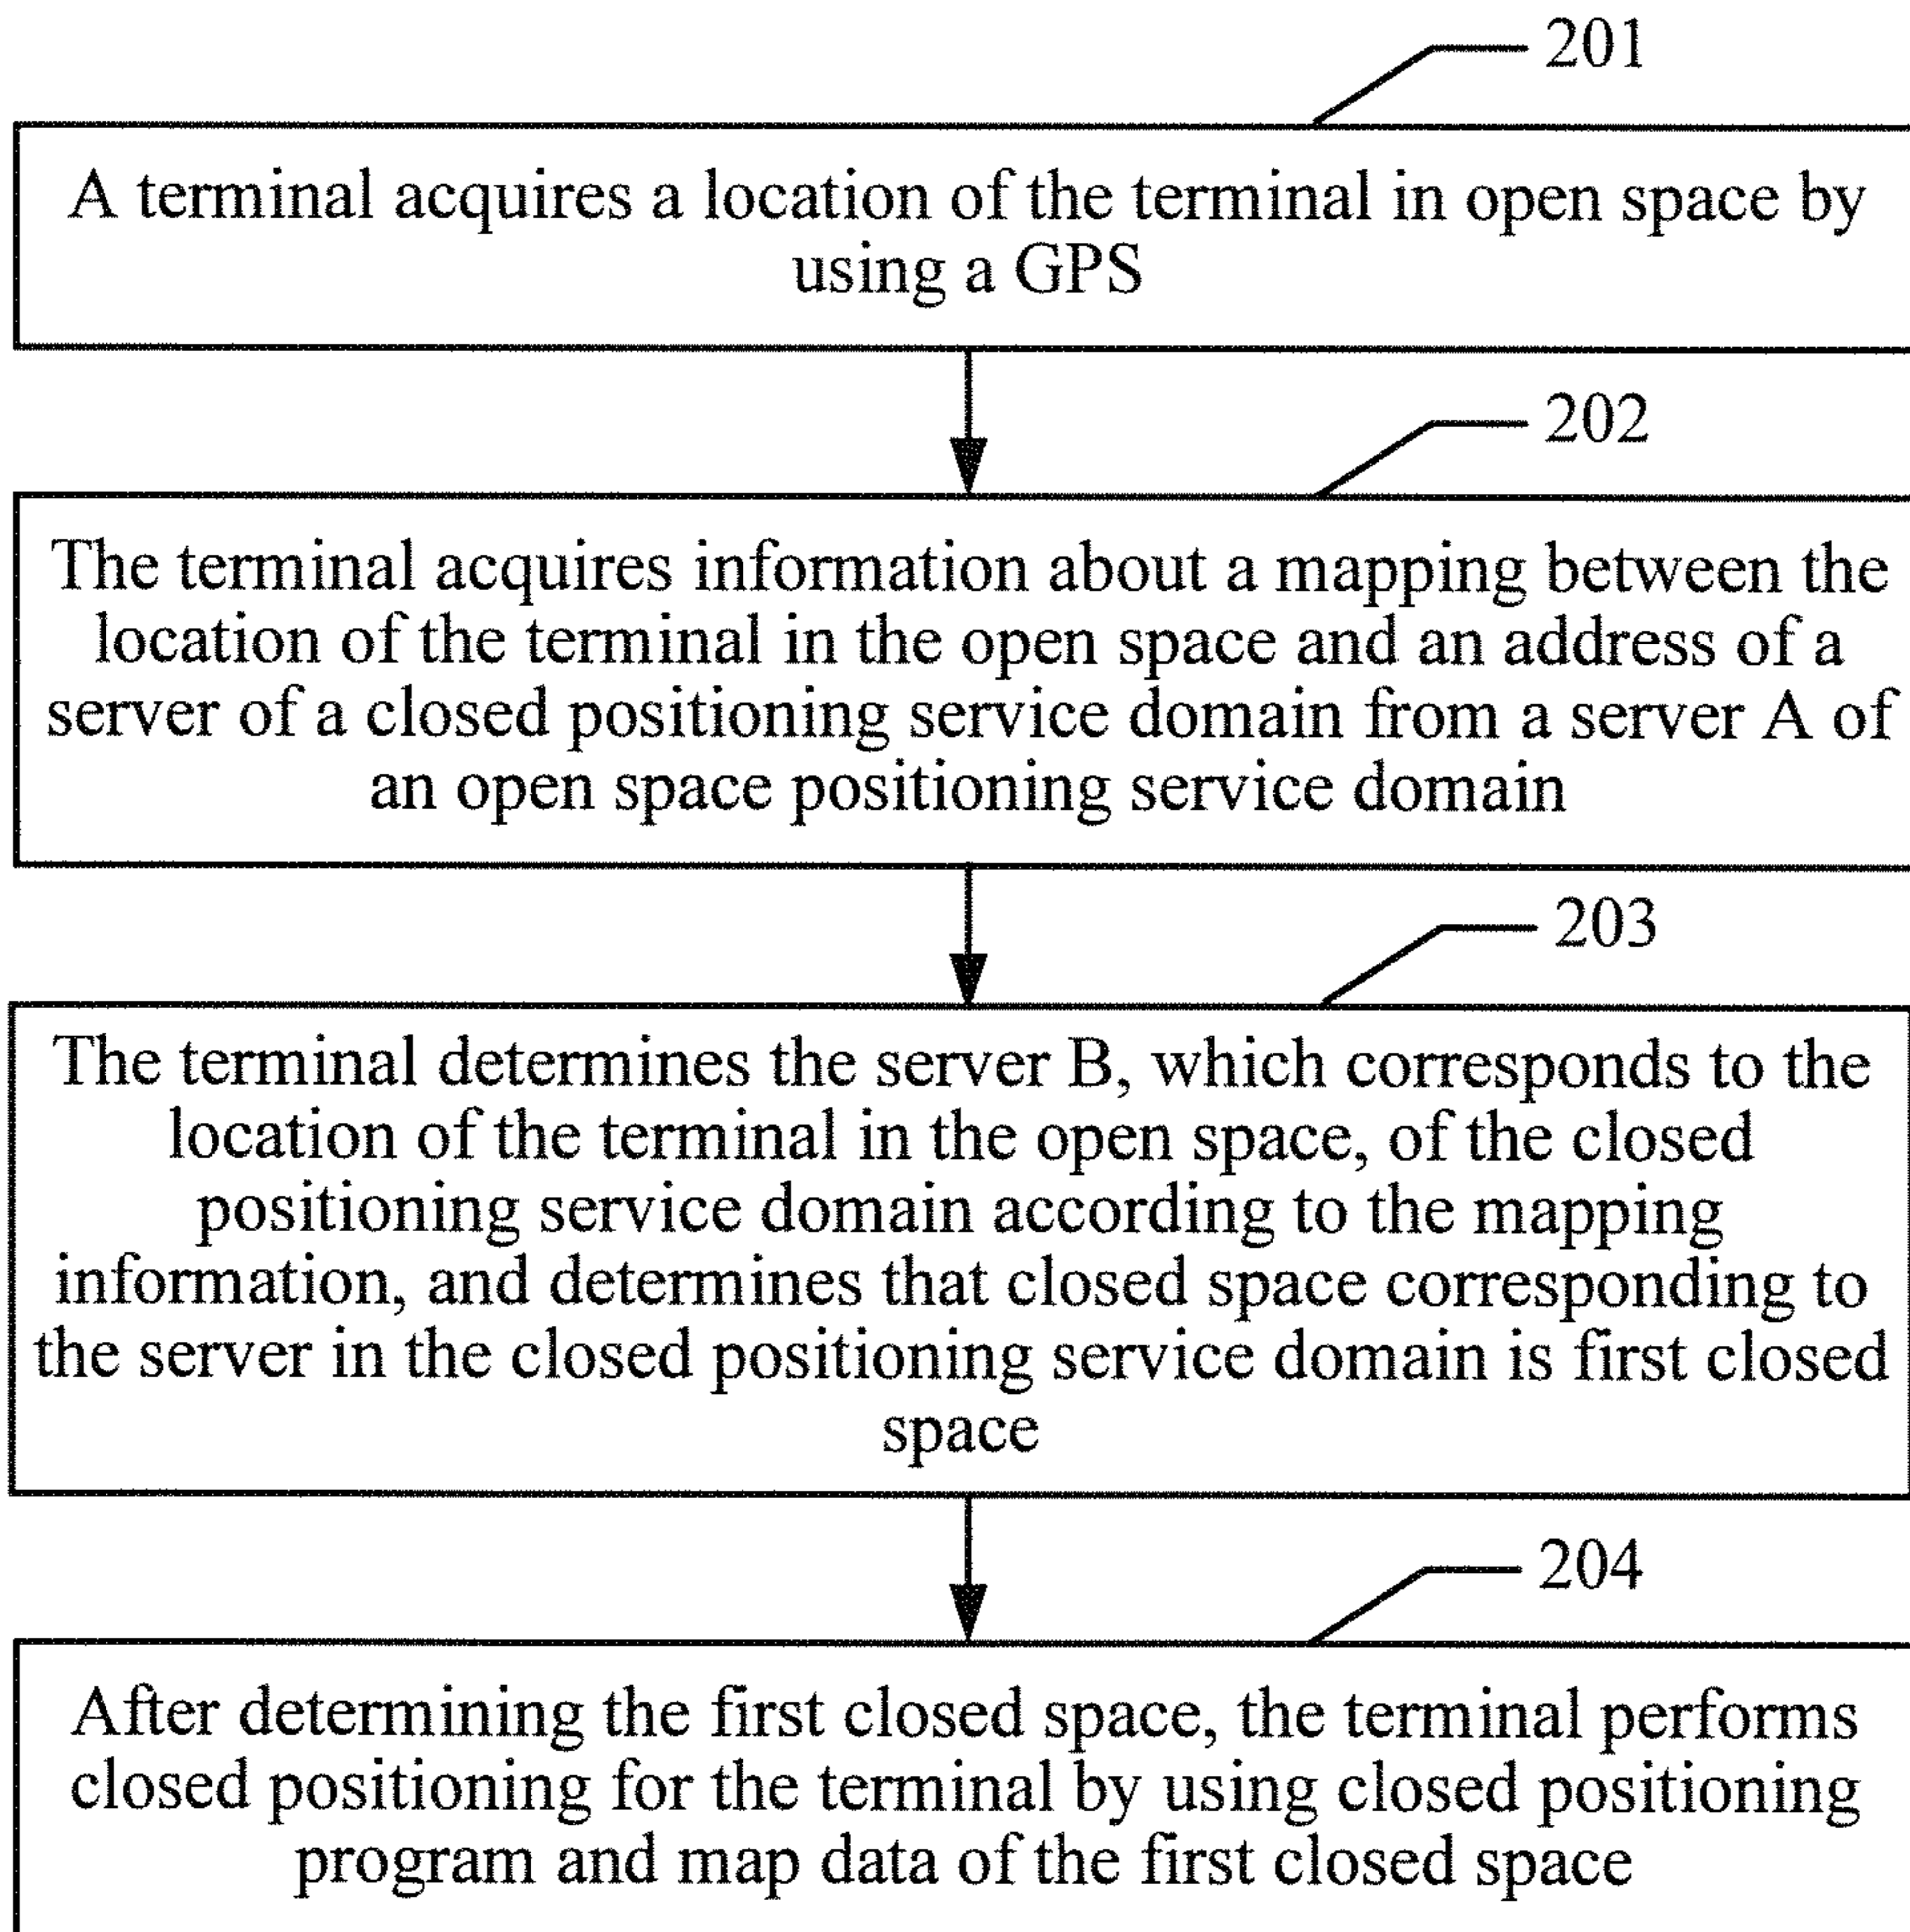 201
A terminal acquires a location of the terminal in open space by
using a GPS
202
The terminal acquires information about a mapping between the
location of the terminal in the open space and an address of a
server of a closed positioning service domain from a server A of
an open space positioning service domain
203
The terminal determines the server B, which corresponds to the
location of the terminal in the open space, of the closed
positioning service domain according to the mapping
information, and determines that closed space corresponding to
the server in the closed positioning service domain is first closed
space
204
After determining the first closed space, the terminal performs
closed positioning for the terminal by using closed positioning
program and map data of the first closed space